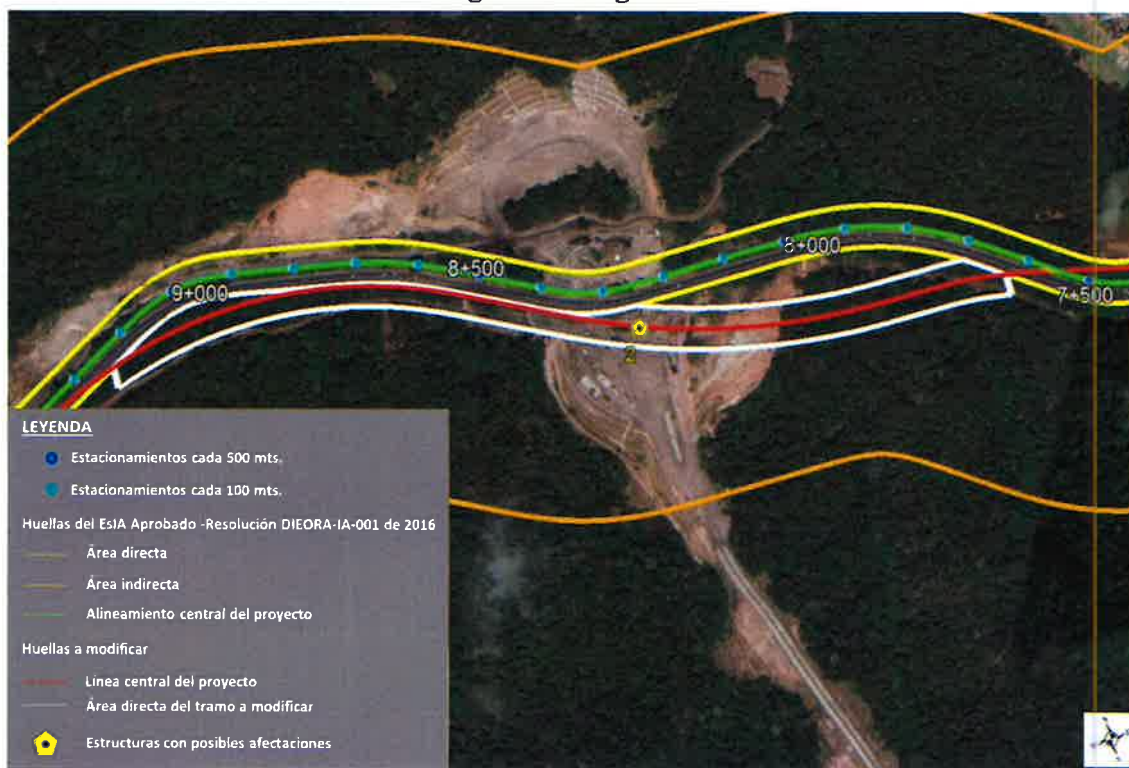 9+000
8+500
8+000
7+500
2
LEYENDA
Estacionamientos cada 500 mts.
Estacionamientos cada 100 mts.
Huellas del EsIA Aprobado -Resolución DIEORA-IA-001 de 2016
Área directa
Área indirecta
Alineamiento central del proyecto
Huellas a modificar
Línea central del proyecto
Área directa del tramo a modificar
Estructuras con posibles afectaciones